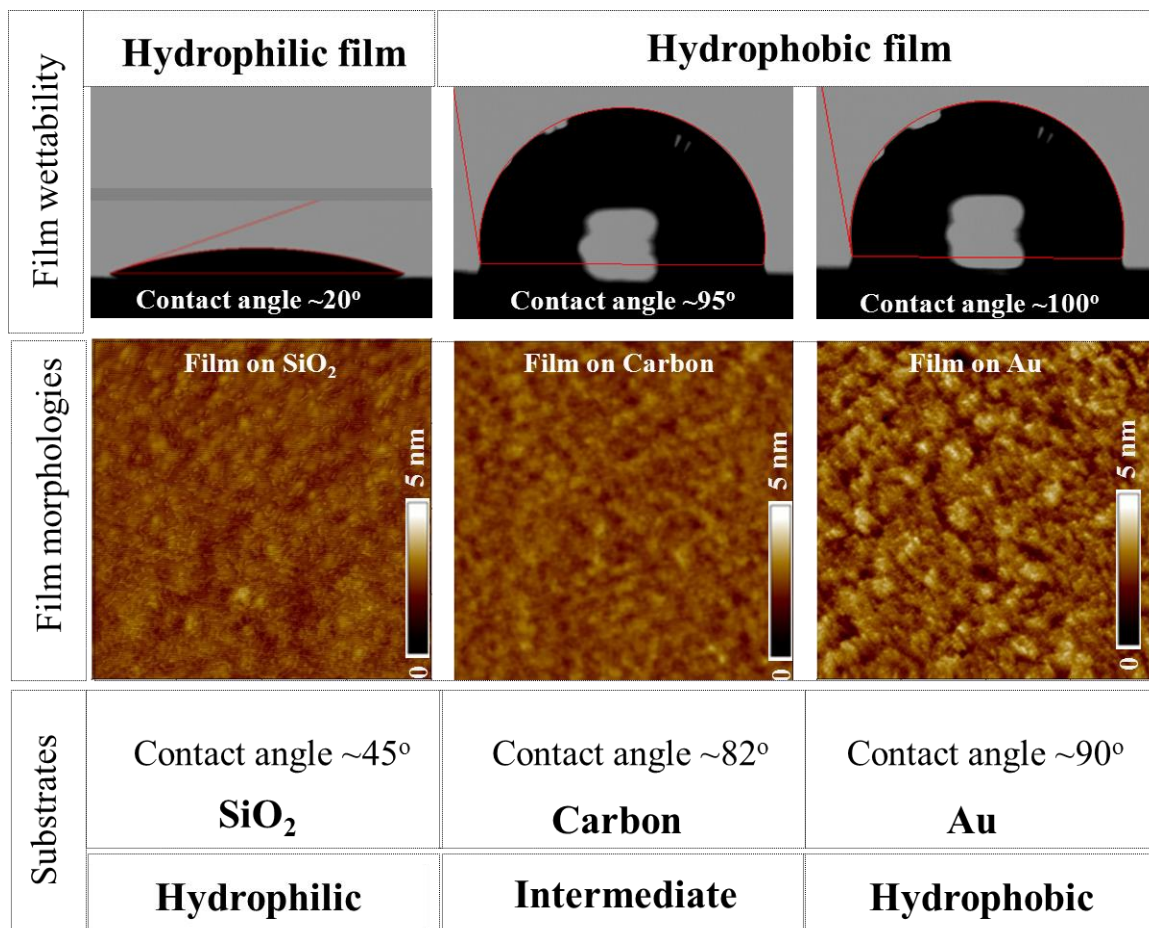 Film wettability
Hydrophilic film
Hydrophobic film
Contact angle ~20°
Contact angle ~95°
Contact angle ~100°
Film morphologies
Film on SiO₂
5 nm
0
Film on Carbon
5 nm
0
Film on Au
5 nm
0
Substrates
Contact angle ~45°
SiO₂
Contact angle ~82°
Carbon
Contact angle ~90°
Au
Hydrophilic
Intermediate
Hydrophobic